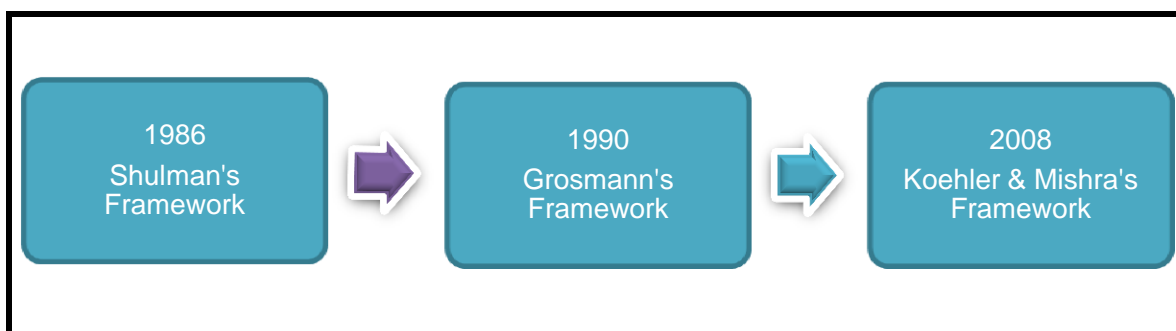 1986
Shulman's
Framework
1990
Grosmann's
Framework
2008
Koehler & Mishra's
Framework